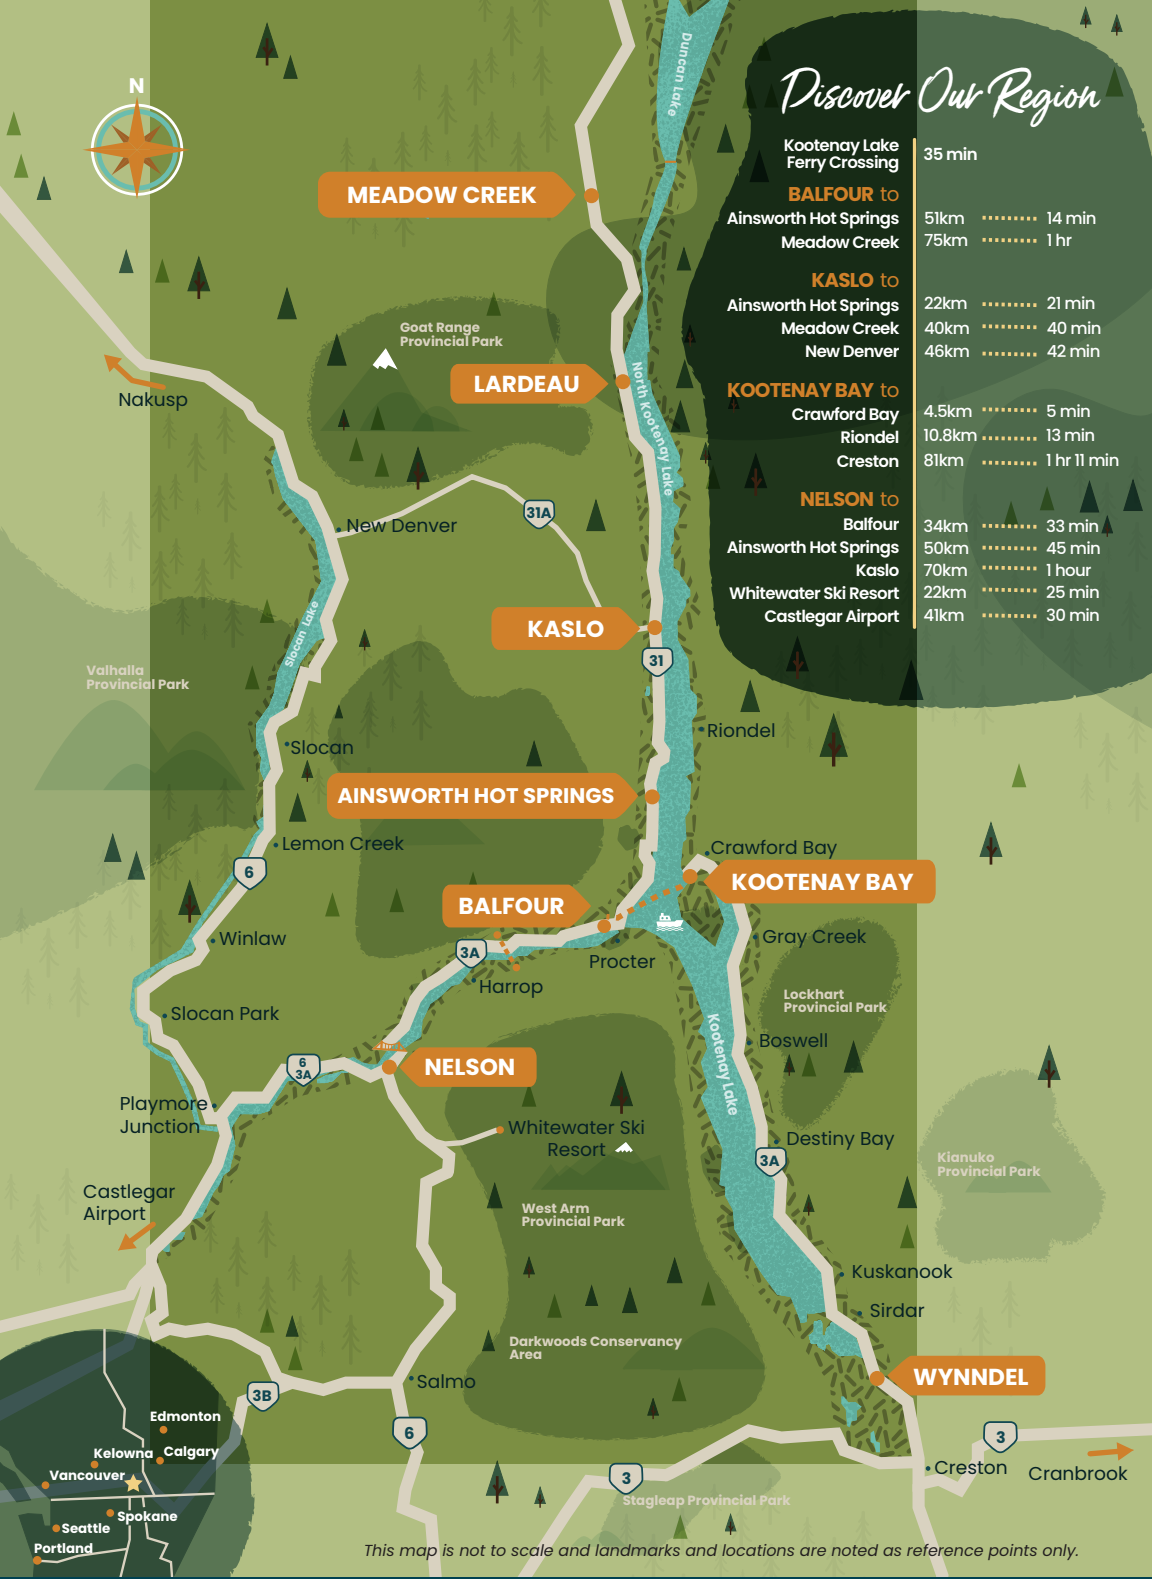 Discover Our Region
Kootenay Lake
Ferry Crossing
35 min
BALFOUR to
Ainsworth Hot Springs 51km 14 min
Meadow Creek 75km 1 hr
KASLO to
Ainsworth Hot Springs 22km 21 min
Meadow Creek 40km 40 min
New Denver 46km 42 min
KOOTENAY BAY to
Crawford Bay 4.5km 5 min
Riondel 10.8km 13 min
Creston 81km 1 hr 11 min
NELSON to
Balfour 34km 33 min
Ainsworth Hot Springs 50km 45 min
Kaslo 70km 1 hour
Whitewater Ski Resort 22km 25 min
Castlegar Airport 41km 30 min
N
Duncan Lake
MEADOW CREEK
Goat Range
Provincial Park
LARDEAU
North Kootenay Lake
Nakusp
New Denver
31A
Slocan Lake
KASLO
31
Valhalla
Provincial Park
Riondel
Slocan
AINSWORTH HOT SPRINGS
Lemon Creek
Crawford Bay
6
KOOTENAY BAY
BALFOUR
Winlaw
Gray Creek
3A
Procter
Harrop
Lockhart
Provincial Park
Slocan Park
Kootenay Lake
Boswell
6
3A
NELSON
Playmore
Junction
Whitewater Ski
Resort
Destiny Bay
3A
Kianuko
Provincial Park
Castlegar
Airport
West Arm
Provincial Park
Kuskanook
Sirdar
Darkwoods Conservancy
Area
Salmo
WYNNDEL
3B
6
3
Creston
Cranbrook
3
Stagleap Provincial Park
Edmonton
Kelowna
Calgary
Vancouver
Spokane
Seattle
Portland
This map is not to scale and landmarks and locations are noted as reference points only.